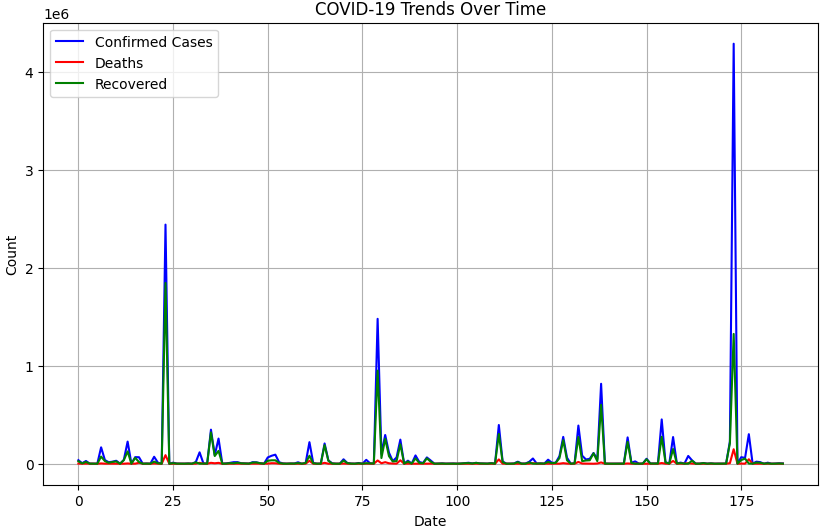 COVID-19 Trends Over Time
1e6
Confirmed Cases
Deaths
Recovered
4
3
2
1
0
Count
0 25 50 75 100 125 150 175
Date